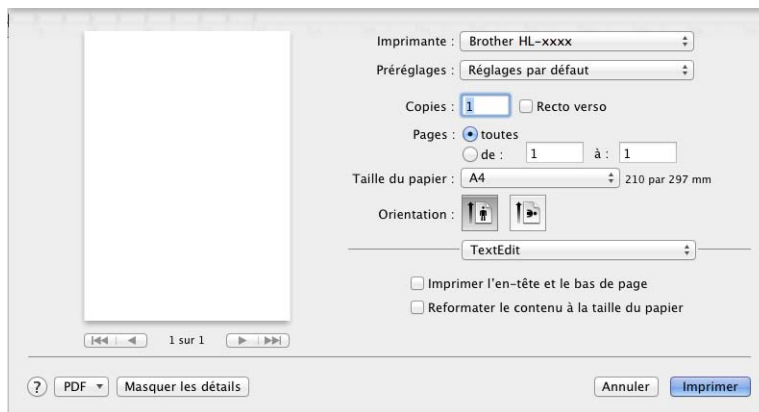 Imprimante : Brother HL-xxxx
Préréglages : Réglages par défaut
Copies : 1 Recto verso
Pages : toutes
de : 1 à : 1
Taille du papier : A4 210 par 297 mm
Orientation :
TextEdit
Imprimer l'en-tête et le bas de page
Reformater le contenu à la taille du papier
1 sur 1
? PDF Masquer les détails Annuler Imprimer